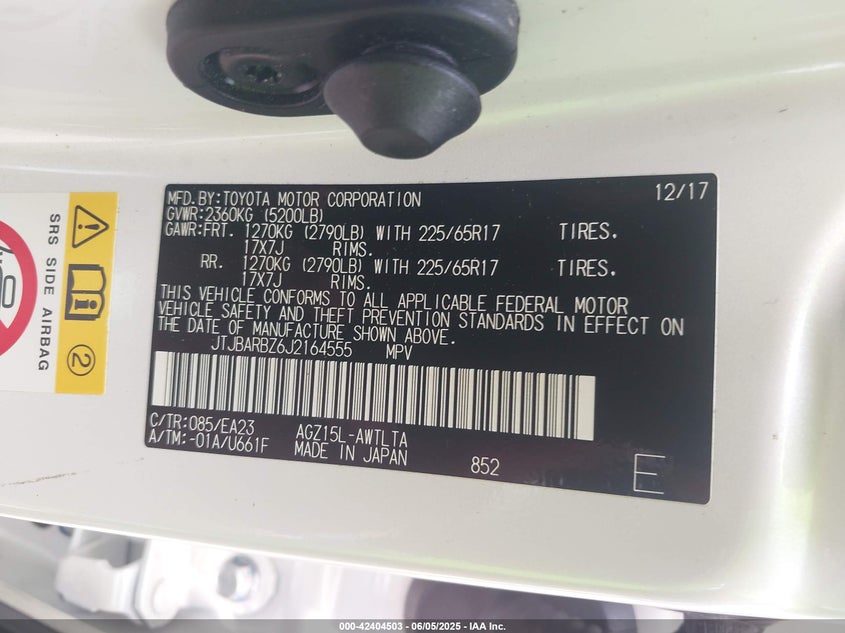 MFD.BY:TOYOTA MOTOR CORPORATION 12/17
GVWR:2360KG (5200LB)
GAWR:FRT. 1270KG (2790LB) WITH 225/65R17 TIRES.
17X7J RIMS.
RR. 1270KG (2790LB) WITH 225/65R17 TIRES.
17X7J RIMS.
THIS VEHICLE CONFORMS TO ALL APPLICABLE FEDERAL MOTOR
VEHICLE SAFETY AND THEFT PREVENTION STANDARDS IN EFFECT ON
THE DATE OF MANUFACTURE SHOWN ABOVE.
JTJBARBZ6J2164555 MPV
C/TR:085/EA23 AGZ15L-AWTLTA
A/TM:-01A/U661F MADE IN JAPAN 852 E
SRS SIDE AIRBAG
2
000-42404503 - 06/05/2025 - IAA Inc.